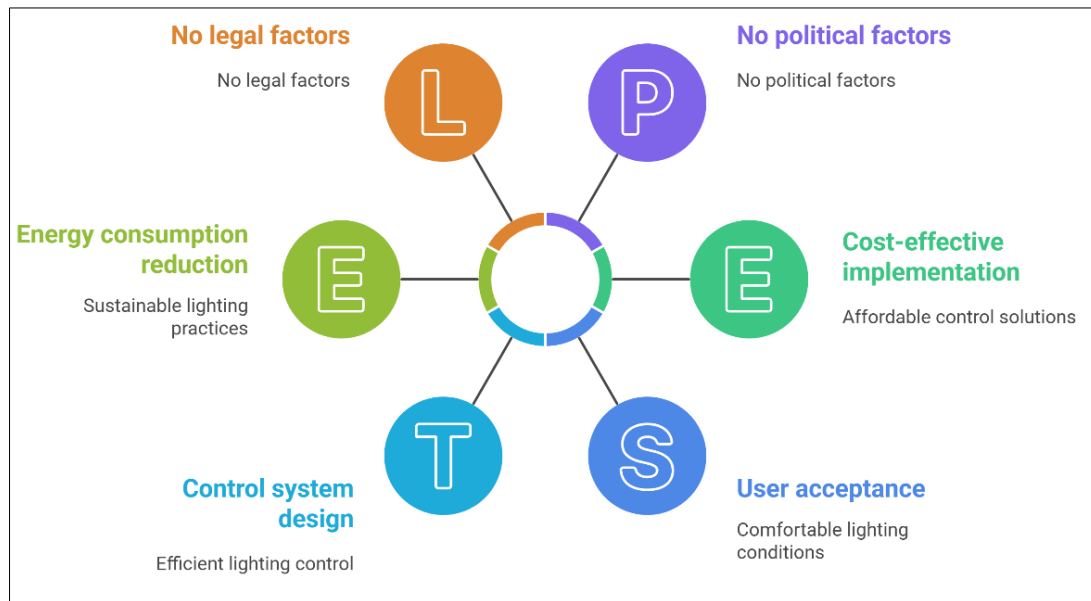 No legal factors
No legal factors
L
P
No political factors
No political factors
Energy consumption
reduction
Sustainable lighting
practices
E
E
Cost-effective
implementation
Affordable control solutions
Control system
design
Efficient lighting control
T
S
User acceptance
Comfortable lighting
conditions